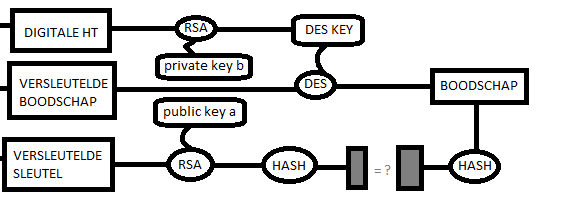 DIGITALE HT
RSA
DES KEY
private key b
VERSLEUTELDE
BOODSCHAP
DES
BOODSCHAP
public key a
VERSLEUTELDE
SLEUTEL
RSA
HASH
= ?
HASH